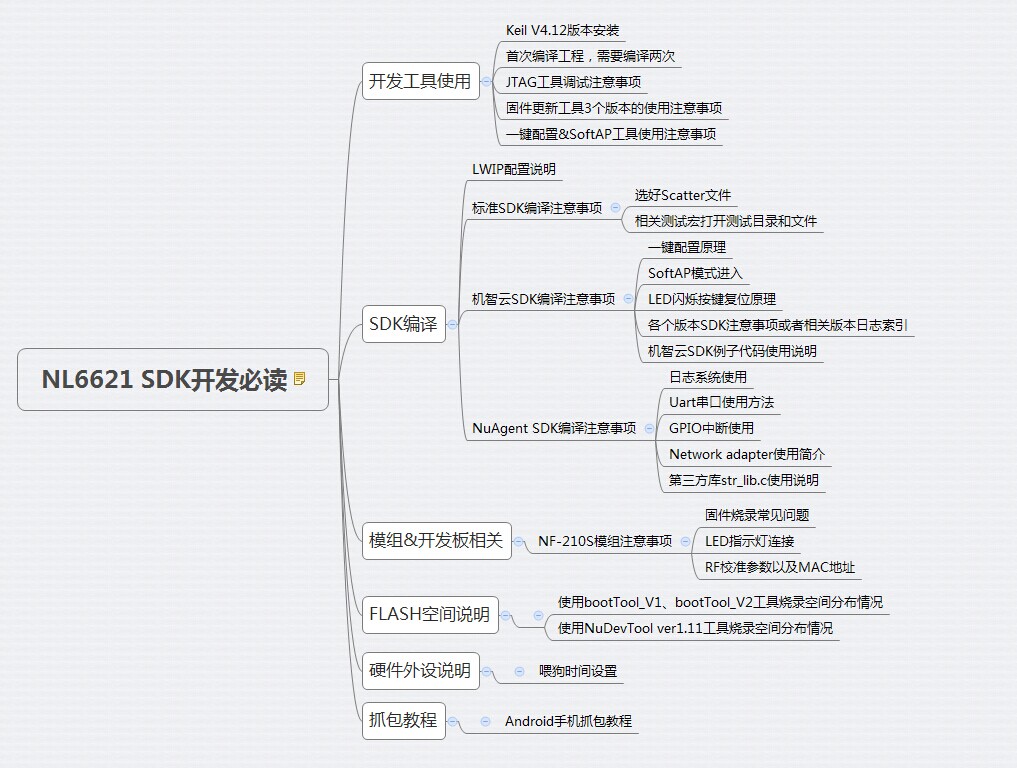 NL6621 SDK开发必读
开发工具使用
Keil V4.12版本安装
首次编译工程，需要编译两次
JTAG工具调试注意事项
固件更新工具3个版本的使用注意事项
一键配置&SoftAP工具使用注意事项
SDK编译
LWIP配置说明
标准SDK编译注意事项
选好Scatter文件
相关测试宏打开测试目录和文件
机智云SDK编译注意事项
一键配置原理
SoftAP模式进入
LED闪烁按键复位原理
各个版本SDK注意事项或者相关版本日志索引
机智云SDK例子代码使用说明
NuAgent SDK编译注意事项
日志系统使用
Uart串口使用方法
GPIO中断使用
Network adapter使用简介
第三方库str_lib.c使用说明
模组&开发板相关
NF-210S模组注意事项
固件烧录常见问题
LED指示灯连接
RF校准参数以及MAC地址
FLASH空间说明
使用bootTool_V1、bootTool_V2工具烧录空间分布情况
使用NuDevTool ver1.11工具烧录空间分布情况
硬件外设说明
喂狗时间设置
抓包教程
Android手机抓包教程